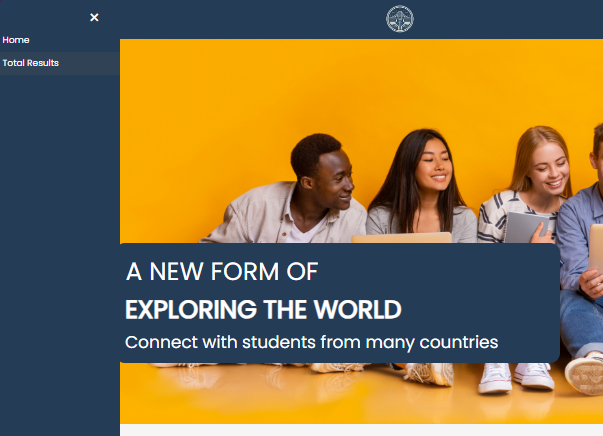 ×
Home
Total Results
A NEW FORM OF
EXPLORING THE WORLD
Connect with students from many countries